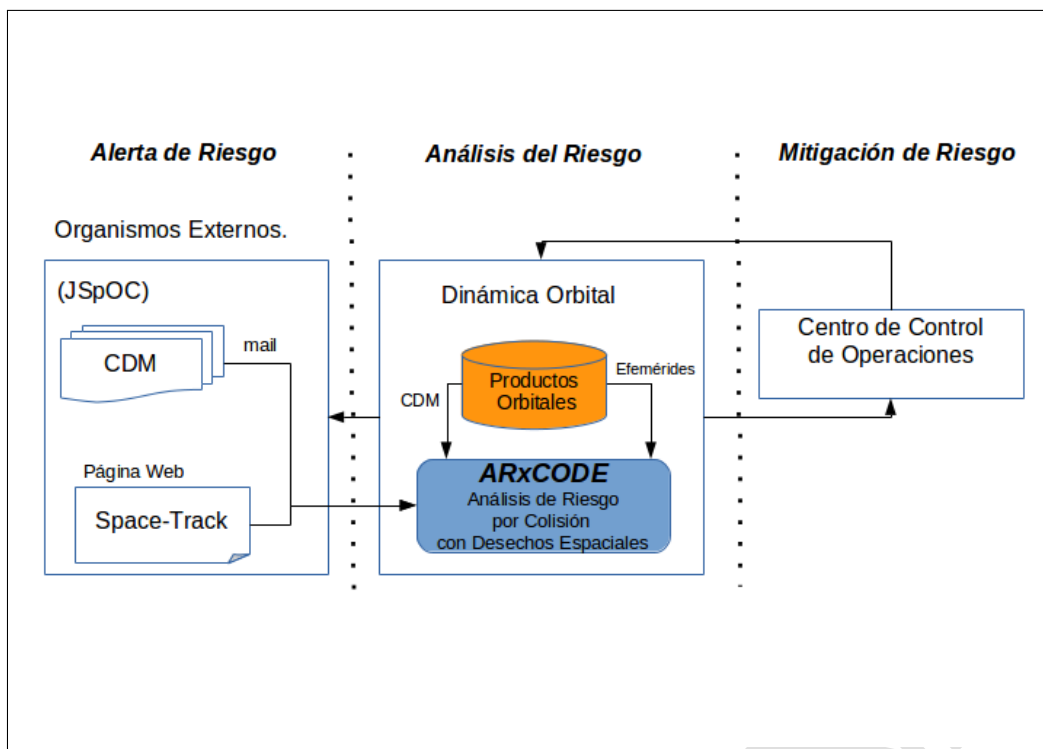 Alerta de Riesgo
Análisis del Riesgo
Mitigación de Riesgo
Organismos Externos.
(JSpOC)
CDM
mail
Página Web
Space-Track
Dinámica Orbital
Productos
Orbitales
CDM
Efemérides
ARxCODE
Análisis de Riesgo
por Colisión
con Desechos Espaciales
Centro de Control
de Operaciones